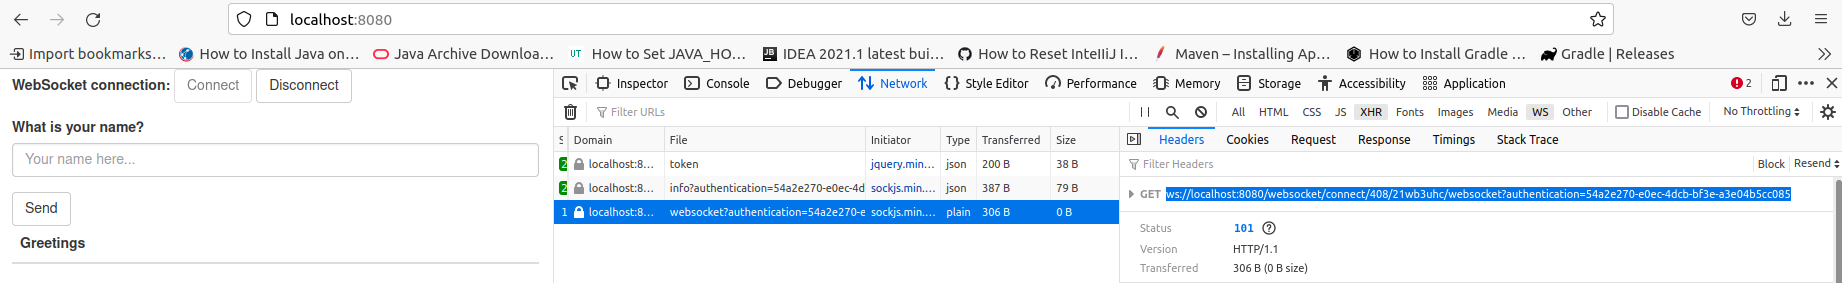 localhost:8080
Import bookmarks... How to Install Java on... Java Archive Downloa... UT How to Set JAVA_HO... IDEA 2021.1 latest bui... How to Reset IntelliJ I... Maven – Installing Ap... How to Install Gradle ... Gradle | Releases
WebSocket connection: Connect Disconnect
What is your name?
Your name here...
Send
Greetings
Inspector Console Debugger Network Style Editor Performance Memory Storage Accessibility Application 2
Filter URLs All HTML CSS JS XHR Fonts Images Media WS Other Disable Cache No Throttling
S Domain File Initiator Type Transferred Size
2 localhost:8... token jquery.min... json 200 B 38 B
2 localhost:8... info?authentication=54a2e270-e0ec-4d sockjs.min.... json 387 B 79 B
1 localhost:8... websocket?authentication=54a2e270-e sockjs.min.... plain 306 B 0 B
Headers Cookies Request Response Timings Stack Trace
Filter Headers Block Resend
GET ws://localhost:8080/websocket/connect/408/21wb3uhc/websocket?authentication=54a2e270-e0ec-4dcb-bf3e-a3e04b5cc085
Status 101
Version HTTP/1.1
Transferred 306 B (0 B size)